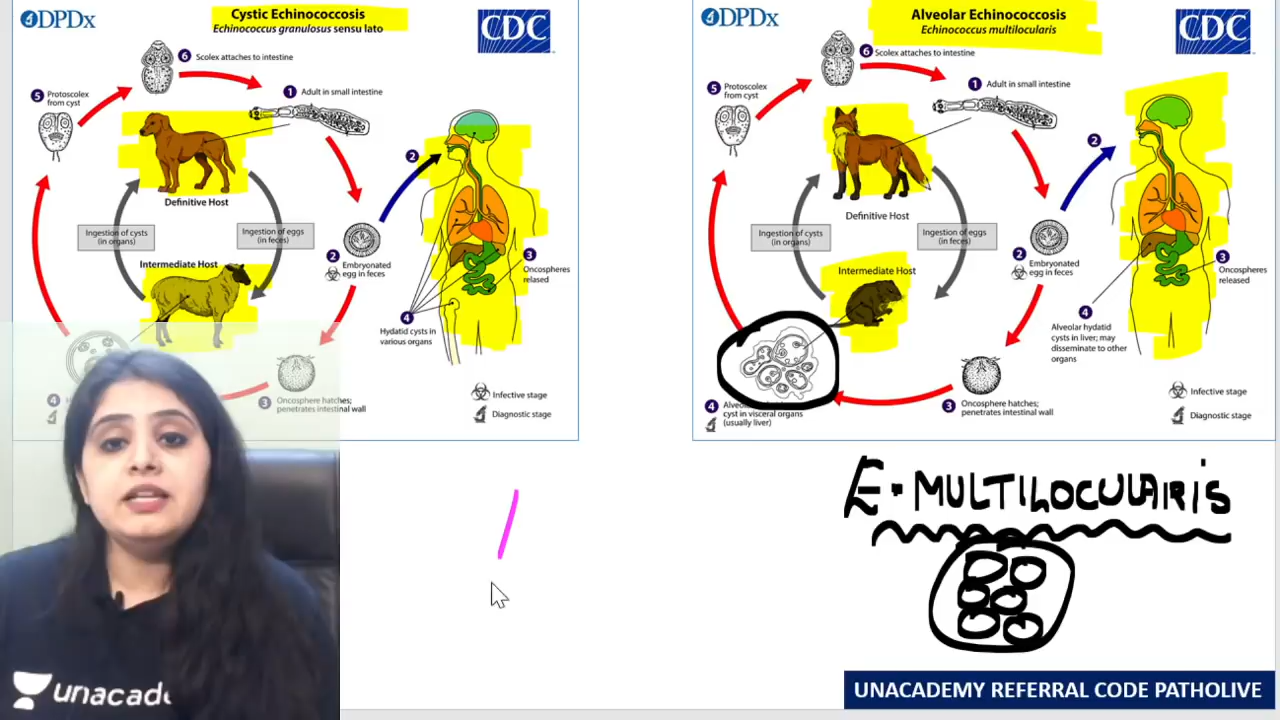 DPDx
Cystic Echinococcosis
Echinococcus granulosus sensu lato
CDC
6 Scolex attaches to intestine
5 Protoscolex
from cyst
1 Adult in small intestine
2
Definitive Host
Ingestion of cysts
(in organs)
Ingestion of eggs
(in feces)
Intermediate Host
2 Embryonated
egg in feces
3
Oncospheres
relased
4
Hydatid cysts in
various organs
4
3 Oncosphere hatches;
penetrates intestinal wall
Infective stage
Diagnostic stage
DPDx
Alveolar Echinococcosis
Echinococcus multilocularis
CDC
6 Scolex attaches to intestine
5 Protoscolex
from cyst
1 Adult in small intestine
2
Definitive Host
Ingestion of cysts
(in organs)
Ingestion of eggs
(in feces)
Intermediate Host
2 Embryonated
egg in feces
3
Oncospheres
released
4
Alveolar hydatid
cysts in liver; may
disseminate to other
organs
4
cyst in visceral organs
(usually liver)
3 Oncosphere hatches;
penetrates intestinal wall
Infective stage
Diagnostic stage
E. MULTILOCULARIS
unacade
UNACADEMY REFERRAL CODE PATHOLIVE